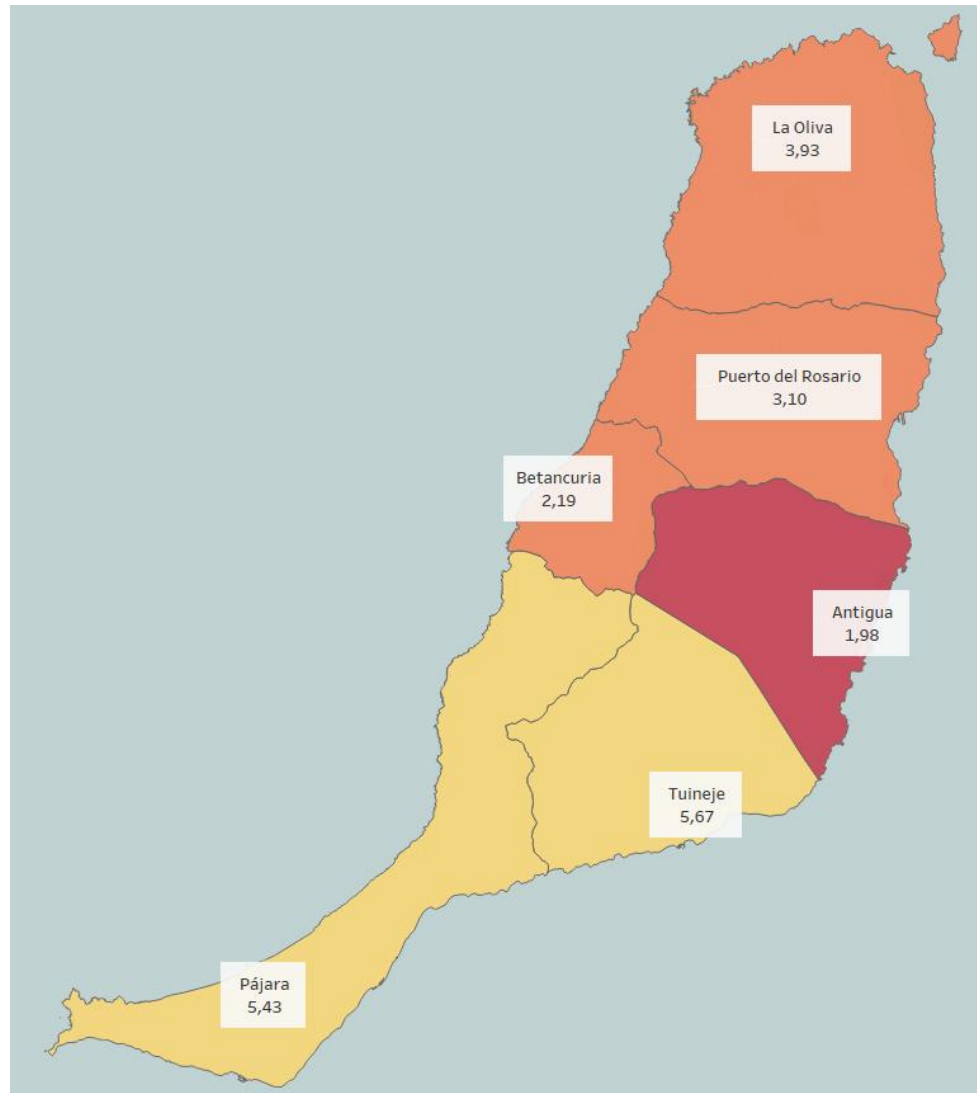 La Oliva
3,93
Puerto del Rosario
3,10
Betancuria
2,19
Antigua
1,98
Tuineje
5,67
Pájara
5,43